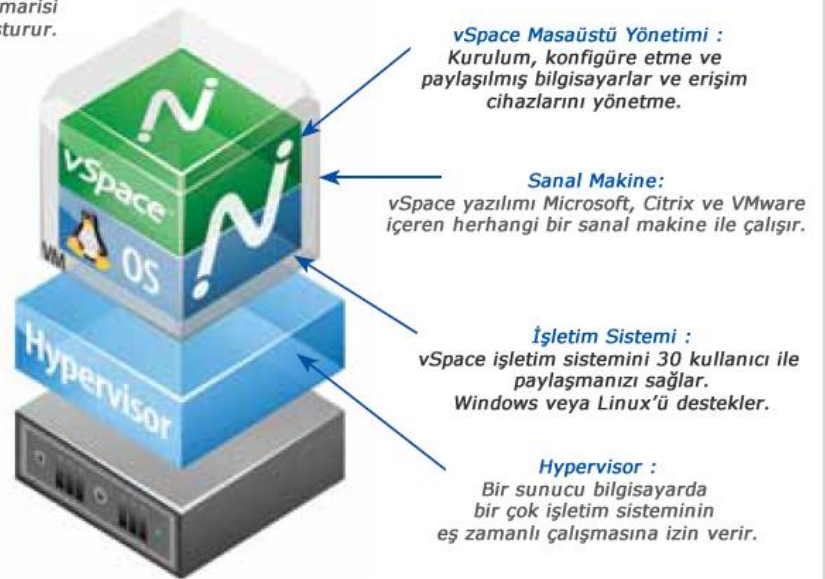 marisi
sturur.
vSpace Masaüstü Yönetimi :
Kurulum, konfigüre etme ve
paylaşılmış bilgisayarlar ve erişim
cihazlarını yönetme.
Sanal Makine:
vSpace yazılımı Microsoft, Citrix ve VMware
içeren herhangi bir sanal makine ile çalışır.
İşletim Sistemi :
vSpace işletim sistemini 30 kullanıcı ile
paylaşmanızı sağlar.
Windows veya Linux’ü destekler.
Hypervisor :
Bir sunucu bilgisayarda
bir çok işletim sisteminin
eş zamanlı çalışmasına izin verir.
vSpace
OS
VM
Hypervisor